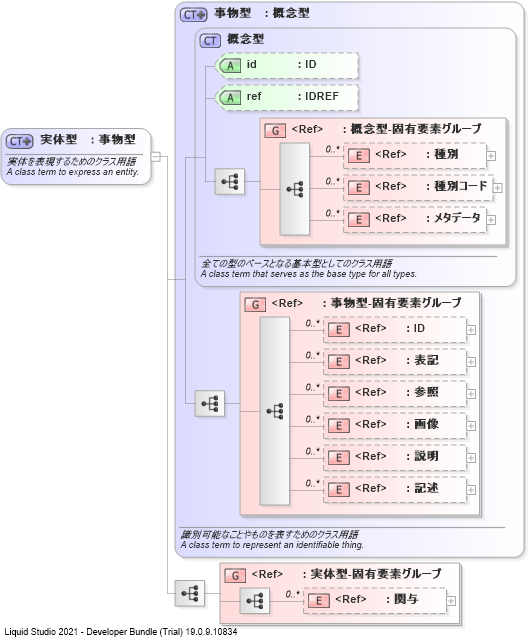 CT 事物型 : 概念型
CT 概念型
A id : ID
A ref : IDREF
G <Ref> : 概念型-固有要素グループ
0..* E <Ref> : 種別
0..* E <Ref> : 種別コード
0..* E <Ref> : メタデータ
全ての型のベースとなる基本型としてのクラス用語
A class term that serves as the base type for all types.
CT 実体型 : 事物型
実体を表現するためのクラス用語
A class term to express an entity.
G <Ref> : 事物型-固有要素グループ
0..* E <Ref> : ID
0..* E <Ref> : 表記
0..* E <Ref> : 参照
0..* E <Ref> : 画像
0..* E <Ref> : 説明
0..* E <Ref> : 記述
識別可能なことやものを表すためのクラス用語
A class term to represent an identifiable thing.
G <Ref> : 実体型-固有要素グループ
0..* E <Ref> : 関与
Liquid Studio 2021 - Developer Bundle (Trial) 19.0.9.10834